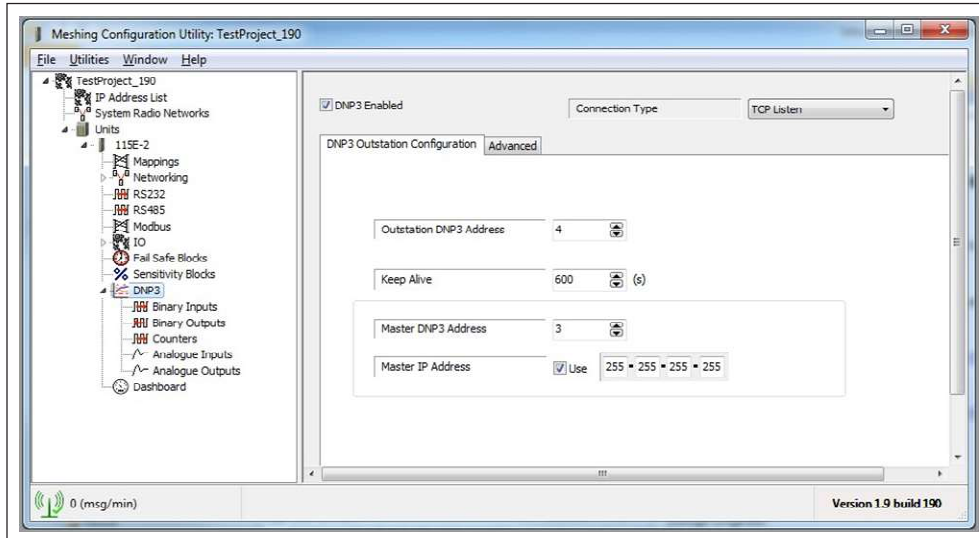 Meshing Configuration Utility: TestProject_190
File Utilities Window Help
TestProject_190
IP Address List
System Radio Networks
Units
115E-2
Mappings
Networking
RS232
RS485
Modbus
IO
Fail Safe Blocks
Sensitivity Blocks
DNP3
Binary Inputs
Binary Outputs
Counters
Analogue Inputs
Analogue Outputs
Dashboard
DNP3 Enabled
Connection Type
TCP Listen
DNP3 Outstation Configuration
Advanced
Outstation DNP3 Address
4
Keep Alive
600
(s)
Master DNP3 Address
3
Master IP Address
Use
255 . 255 . 255 . 255
0 (msg/min)
Version 1.9 build 190